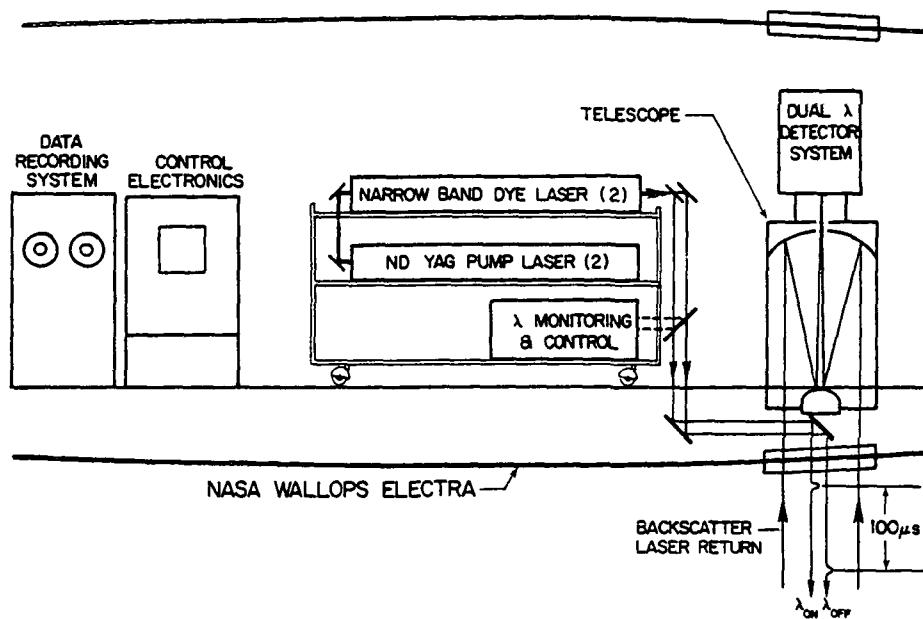 TELESCOPE
DUAL λ
DETECTOR
SYSTEM
DATA
RECORDING
SYSTEM
CONTROL
ELECTRONICS
NARROW BAND DYE LASER (2)
ND YAG PUMP LASER (2)
λ MONITORING
& CONTROL
NASA WALLOPS ELECTRA
BACKSCATTER
LASER RETURN
100μs
λON λOFF